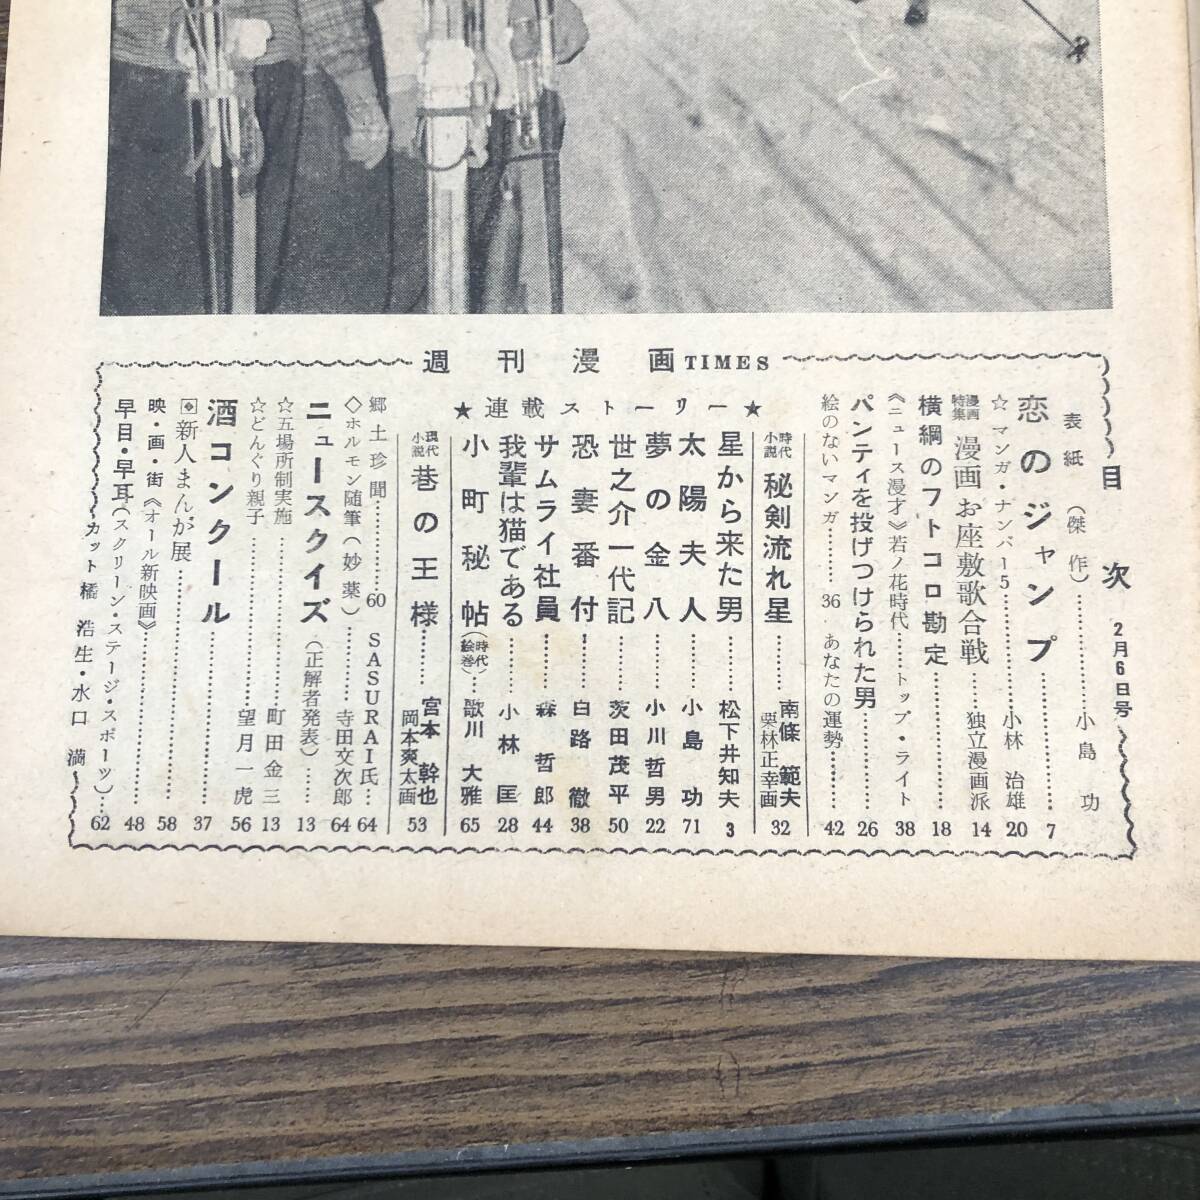 週刊漫画TIMES
目次 2月6日号
表紙(傑作)…………小島 功
恋のジャンプ…………7
☆マンガ・ナンバー5…………小林 治雄 20
漫画特集 漫画お座敷歌合戦……独立漫画派 14
横綱のフトコロ勘定…………18
《ニュース漫才》若ノ花時代……トップ・ライト 38
パンティを投げつけられた男…………26
絵のないマンガ………36 あなたの運勢………42
★連載ストーリー★
時代小説 秘剣流れ星……南條 範夫 栗林正幸画 32
星から来た男…………松下井知夫 3
太陽夫人…………小島 功 71
夢の金八…………小川哲男 22
世之介一代記…………茨田茂平 50
恐妻番付…………白路 徹 38
サムライ社員…………森 哲郎 44
我輩は猫である…………小林 匡 28
小町秘帖(時代絵巻)……歌川 大雅 65
現代小説 巷の王様……宮本 幹也 岡本爽太画 53
郷土珍聞…………60 SASURAI氏…64
◇ホルモン随筆(妙薬)…………寺田文次郎 64
ニュースクイズ(正解者発表)……13
☆五場所制実施…………町田金三 13
☆どんぐり親子…………望月一虎 56
酒コンクール…………37
新人まんが展…………58
映・画・街《オール新映画》…………48
早目・早耳(スクリーン・ステージ・スポーツ)…62
カット 橘 浩生・水口 満